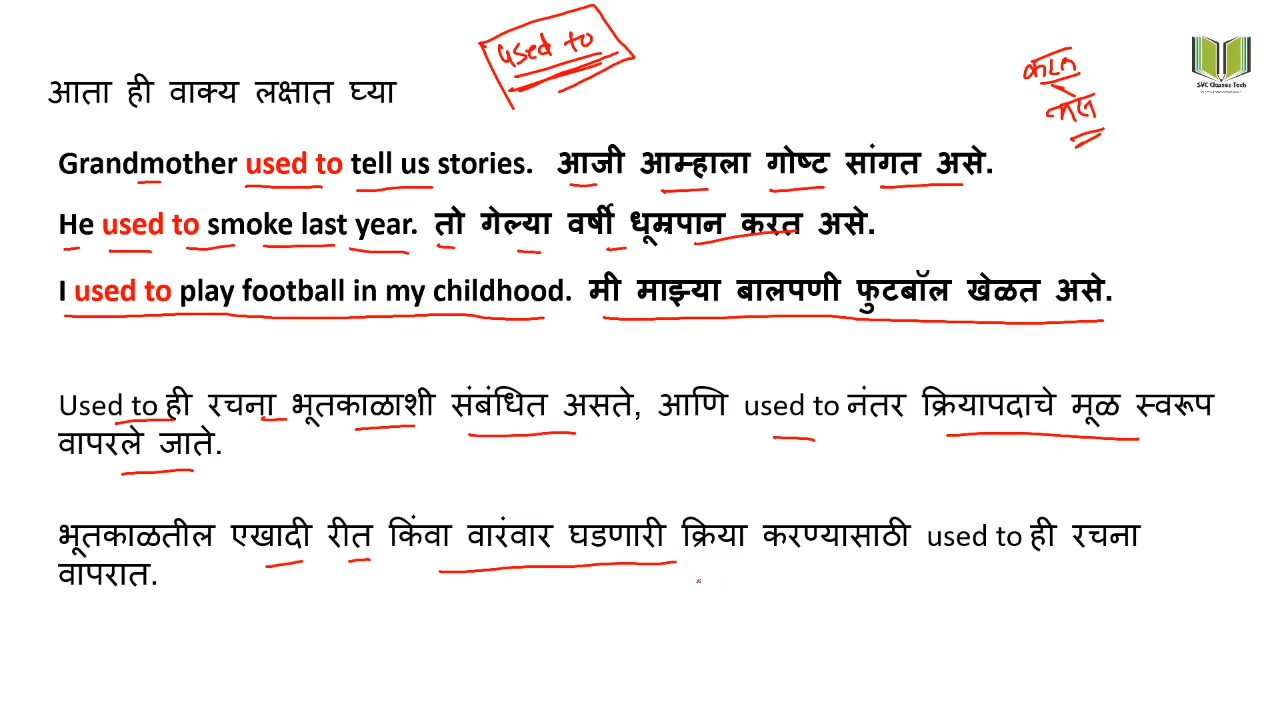 used to
आता ही वाक्य लक्षात घ्या
SVC Classes Tech
Grandmother used to tell us stories. आजी आम्हाला गोष्ट सांगत असे.
He used to smoke last year. तो गेल्या वर्षी धूम्रपान करत असे.
I used to play football in my childhood. मी माझ्या बालपणी फुटबॉल खेळत असे.
Used to ही रचना भूतकाळाशी संबंधित असते, आणि used to नंतर क्रियापदाचे मूळ स्वरूप
वापरले जाते.
भूतकाळतील एखादी रीत किंवा वारंवार घडणारी क्रिया करण्यासाठी used to ही रचना
वापरात.